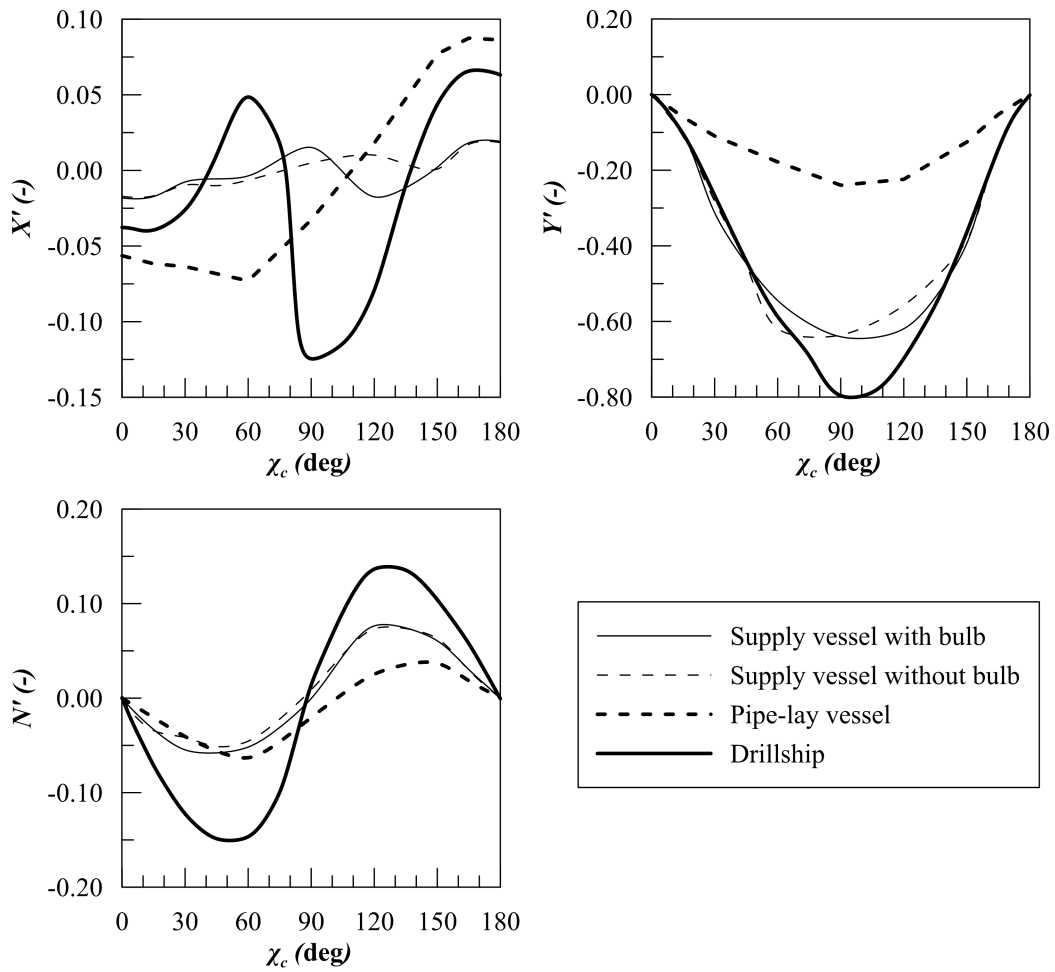 0.10
0.05
0.00
-0.05
-0.10
-0.15
X' (-)
0 30 60 90 120 150 180
χc (deg)
0.20
0.00
-0.20
-0.40
-0.60
-0.80
Y' (-)
0 30 60 90 120 150 180
χc (deg)
0.20
0.10
0.00
-0.10
-0.20
N' (-)
0 30 60 90 120 150 180
χc (deg)
Supply vessel with bulb
Supply vessel without bulb
Pipe-lay vessel
Drillship